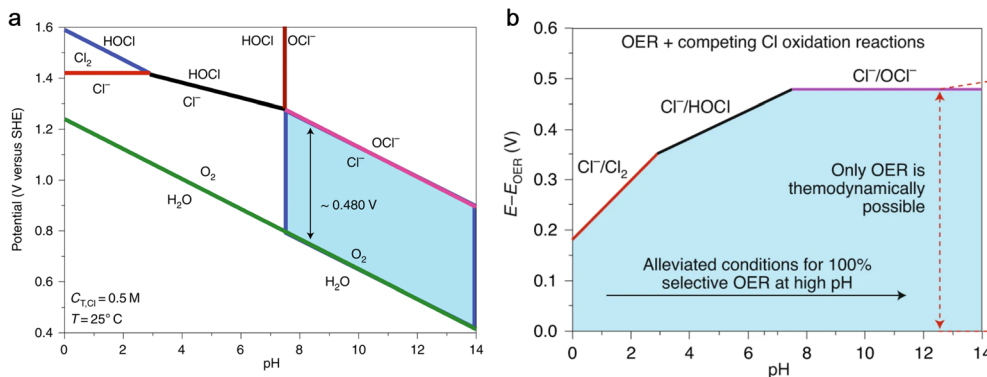 a
1.6
1.4
1.2
1.0
0.8
0.6
0.4
Potential (V versus SHE)
HOCl
Cl₂
Cl⁻
HOCl
Cl⁻
HOCl OCl⁻
OCl⁻
Cl⁻
O₂
H₂O
~ 0.480 V
O₂
H₂O
C_T,Cl = 0.5 M
T = 25° C
0 2 4 6 8 10 12 14
pH
b
OER + competing Cl oxidation reactions
0.6
0.5
0.4
0.3
0.2
0.1
0.0
E–E_OER (V)
Cl⁻/Cl₂
Cl⁻/HOCl
Cl⁻/OCl⁻
Only OER is
themodynamically
possible
Alleviated conditions for 100%
selective OER at high pH
0 2 4 6 8 10 12 14
pH